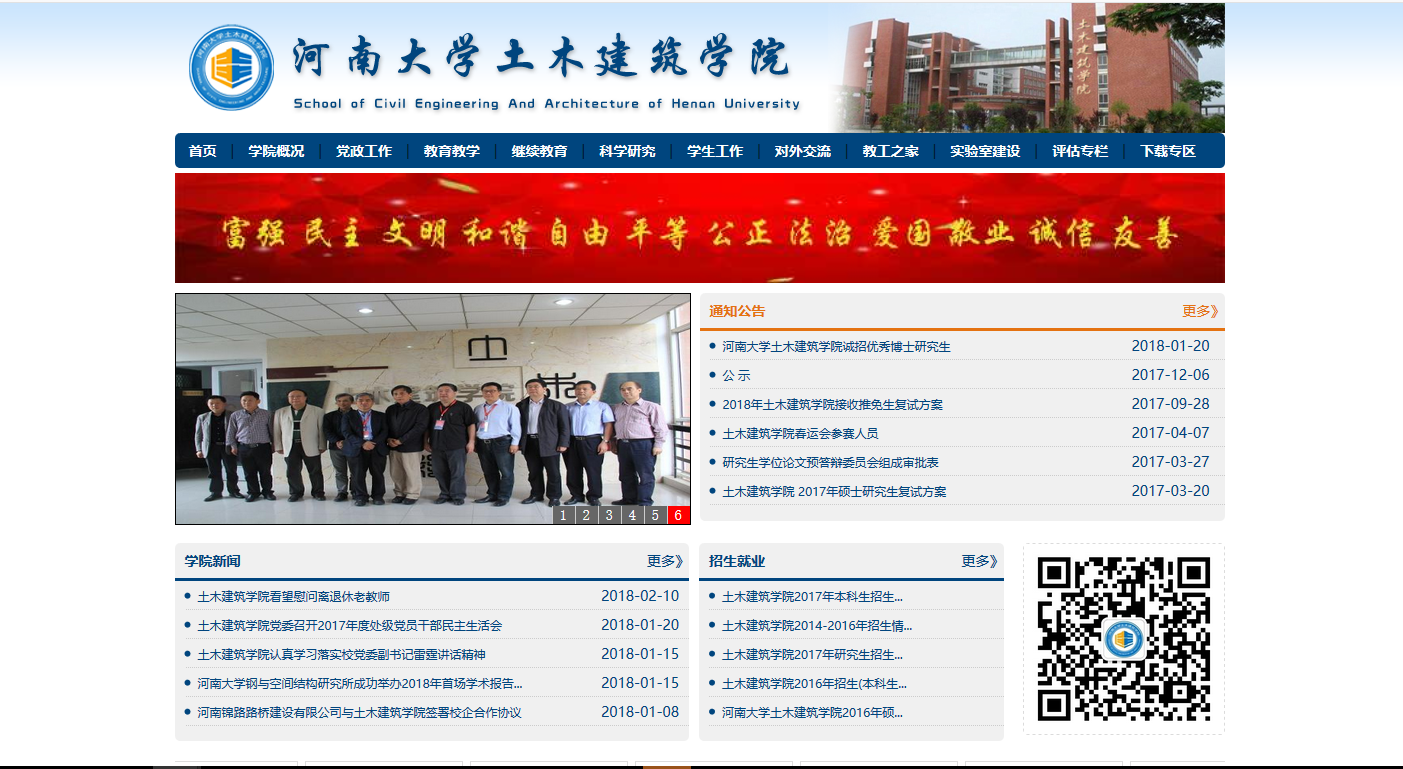 河南大学土木建筑学院
School of Civil Engineering And Architecture of Henan University
土木建筑学院
首页 学院概况 党政工作 教育教学 继续教育 科学研究 学生工作 对外交流 教工之家 实验室建设 评估专栏 下载专区
富强 民主 文明 和谐 自由 平等 公正 法治 爱国 敬业 诚信 友善
1 2 3 4 5 6
通知公告 更多》
河南大学土木建筑学院诚招优秀博士研究生 2018-01-20
公 示 2017-12-06
2018年土木建筑学院接收推免生复试方案 2017-09-28
土木建筑学院春运会参赛人员 2017-04-07
研究生学位论文预答辩委员会组成审批表 2017-03-27
土木建筑学院 2017年硕士研究生复试方案 2017-03-20
学院新闻 更多》
土木建筑学院看望慰问离退休老教师 2018-02-10
土木建筑学院党委召开2017年度处级党员干部民主生活会 2018-01-20
土木建筑学院认真学习落实校党委副书记雷霆讲话精神 2018-01-15
河南大学钢与空间结构研究所成功举办2018年首场学术报告... 2018-01-15
河南锦路路桥建设有限公司与土木建筑学院签署校企合作协议 2018-01-08
招生就业 更多》
土木建筑学院2017年本科生招生...
土木建筑学院2014-2016年招生情...
土木建筑学院2017年研究生招生...
土木建筑学院2016年招生(本科生...
河南大学土木建筑学院2016年硕...